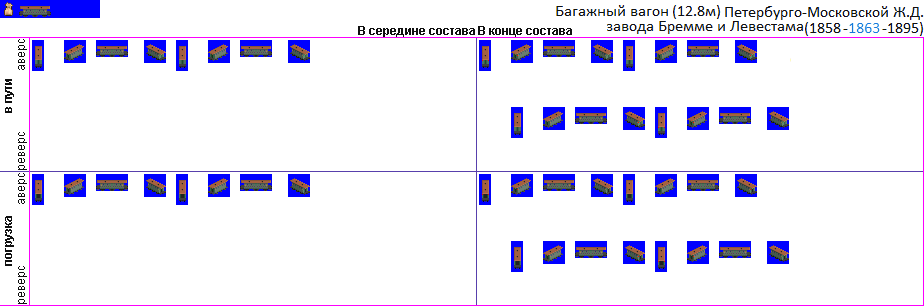 Багажный вагон (12.8м) Петербурго-Московской Ж.Д.
завода Бремме и Левестама(1858-1863-1895)
В середине состава В конце состава
аверс
в пути
реверс
аверс
погрузка
реверс